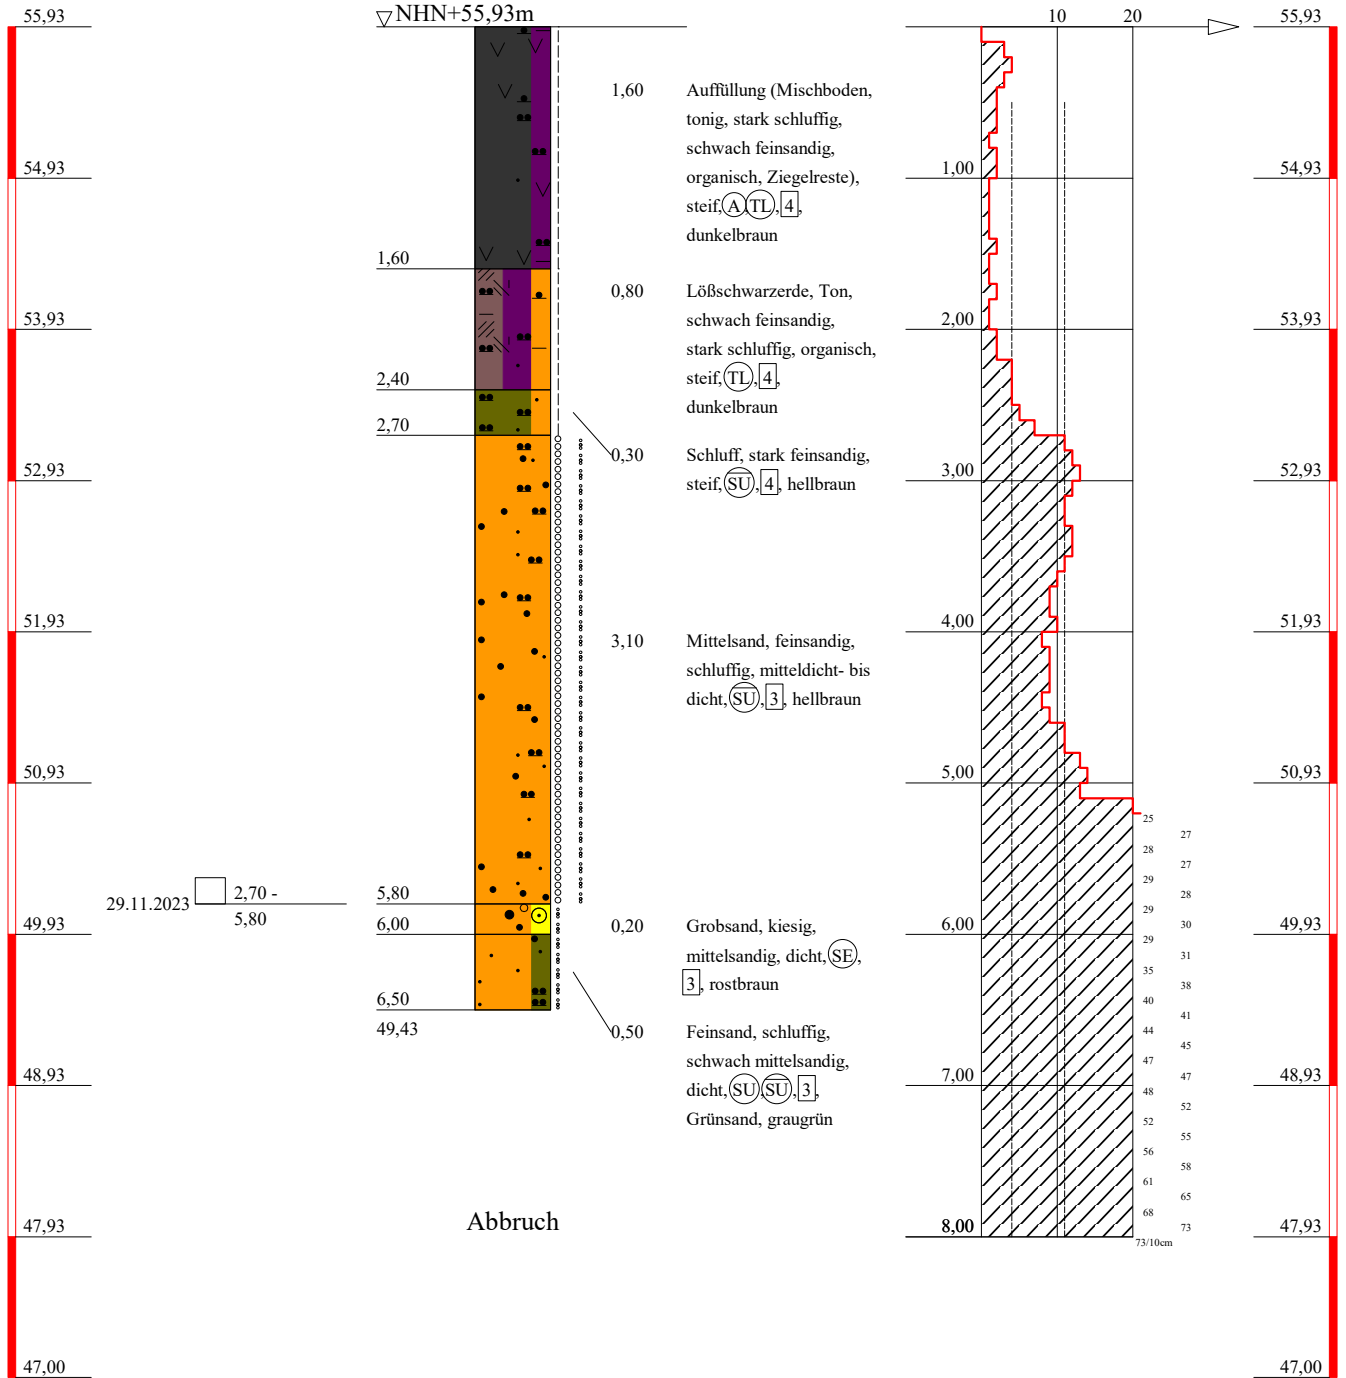 NHN+55,93m
55,93
54,93
53,93
52,93
51,93
50,93
49,93
48,93
47,93
47,00
29.11.2023
2,70 -
5,80
1,60
2,40
2,70
5,80
6,00
6,50
49,43
1,60
Auffüllung (Mischboden,
tonig, stark schluffig,
schwach feinsandig,
organisch, Ziegelreste),
steif, A, TL, 4,
dunkelbraun
0,80
Lößschwarzerde, Ton,
schwach feinsandig,
stark schluffig, organisch,
steif, TL, 4,
dunkelbraun
0,30
Schluff, stark feinsandig,
steif, S̅U̅, 4, hellbraun
3,10
Mittelsand, feinsandig,
schluffig, mitteldicht- bis
dicht, S̅U̅, 3, hellbraun
0,20
Grobsand, kiesig,
mittelsandig, dicht, SE,
3, rostbraun
0,50
Feinsand, schluffig,
schwach mittelsandig,
dicht, SU, S̅U̅, 3,
Grünsand, graugrün
Abbruch
10 20
1,00
2,00
3,00
4,00
5,00
6,00
7,00
8,00
25
27
28
27
29
28
29
30
29
31
35
38
40
41
44
45
47
47
48
52
52
55
56
58
61
65
68
73
73/10cm
55,93
54,93
53,93
52,93
51,93
50,93
49,93
48,93
47,93
47,00